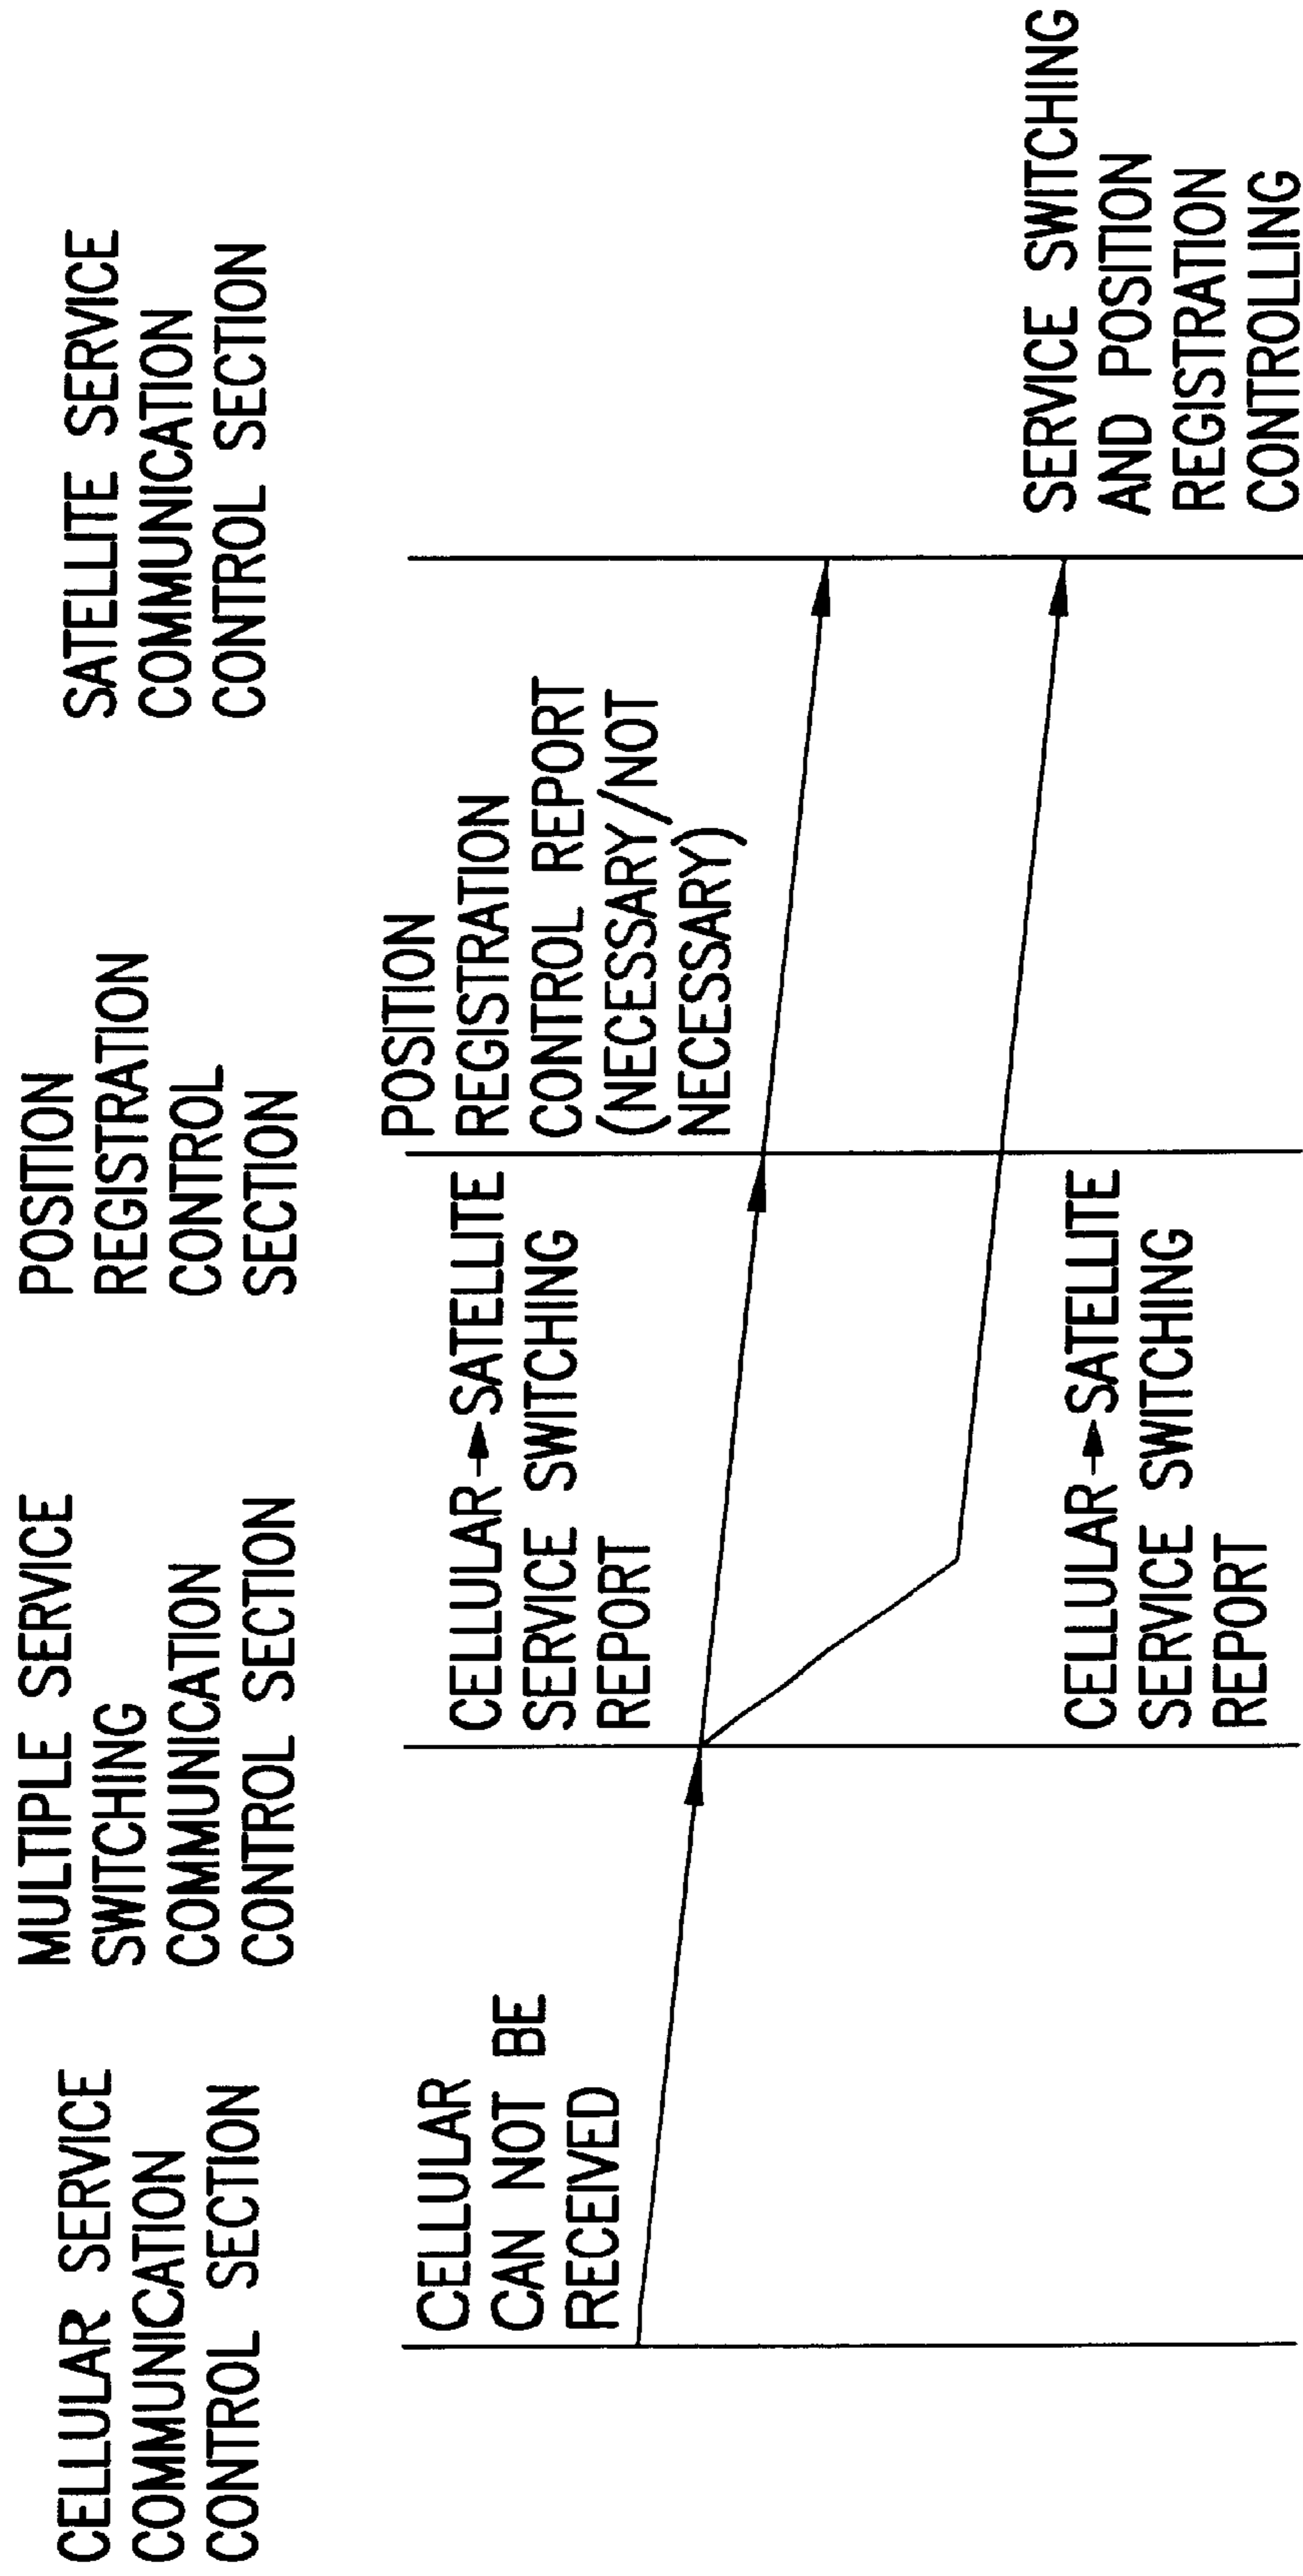 CELLULAR SERVICE
COMMUNICATION
CONTROL SECTION
MULTIPLE SERVICE
SWITCHING
COMMUNICATION
CONTROL SECTION
POSITION
REGISTRATION
CONTROL
SECTION
SATELLITE SERVICE
COMMUNICATION
CONTROL SECTION
CELLULAR
CAN NOT BE
RECEIVED
CELLULAR→SATELLITE
SERVICE SWITCHING
REPORT
POSITION
REGISTRATION
CONTROL REPORT
(NECESSARY/NOT
NECESSARY)
CELLULAR→SATELLITE
SERVICE SWITCHING
REPORT
SERVICE SWITCHING
AND POSITION
REGISTRATION
CONTROLLING